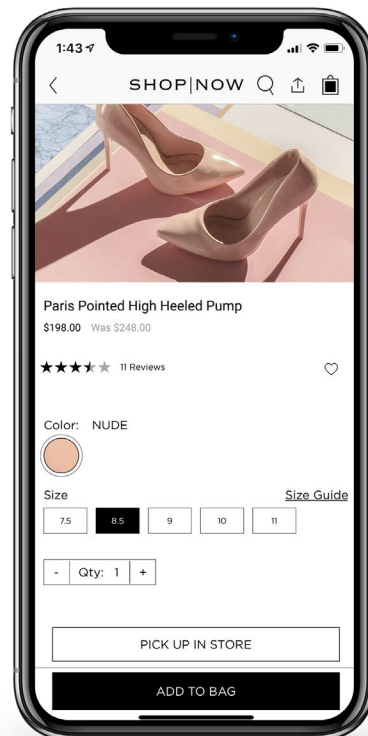 1:43
SHOP|NOW
Paris Pointed High Heeled Pump
$198.00 Was $248.00
11 Reviews
Color: NUDE
Size Size Guide
7.5 8.5 9 10 11
- Qty: 1 +
PICK UP IN STORE
ADD TO BAG